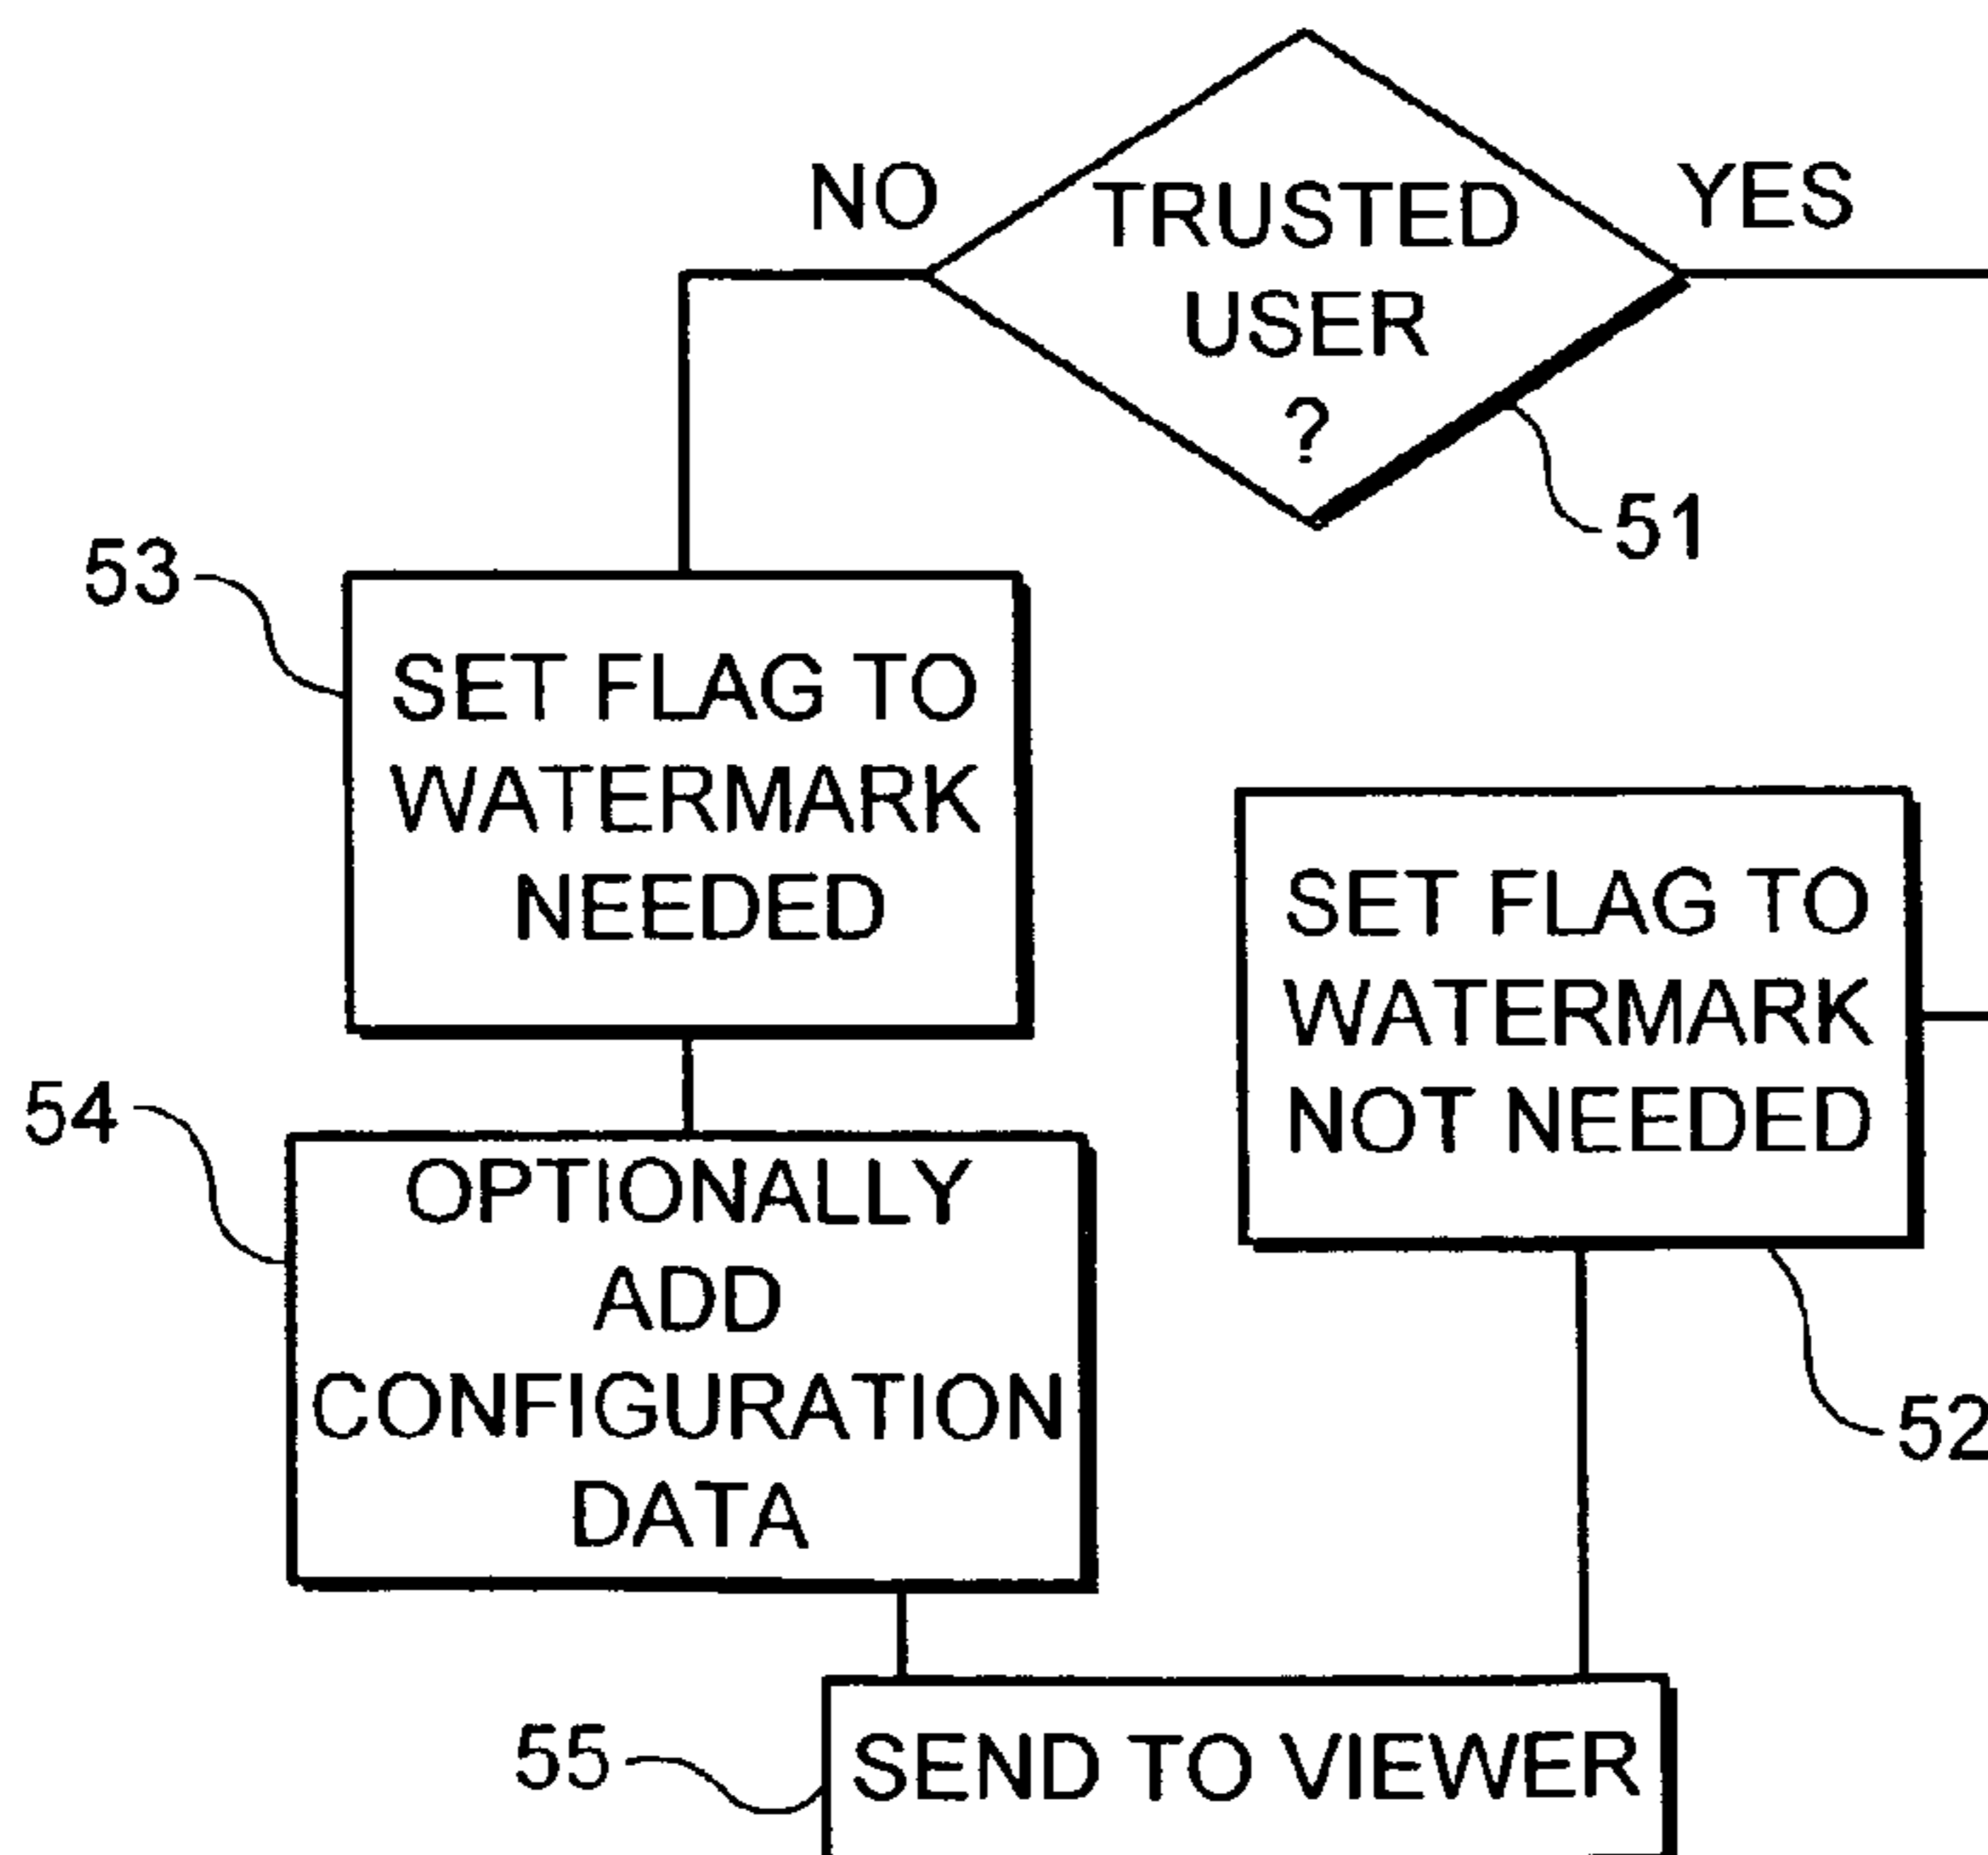 NO
TRUSTED
USER
?
YES
51
53
SET FLAG TO
WATERMARK
NEEDED
SET FLAG TO
WATERMARK
NOT NEEDED
52
54
OPTIONALLY
ADD
CONFIGURATION
DATA
55
SEND TO VIEWER